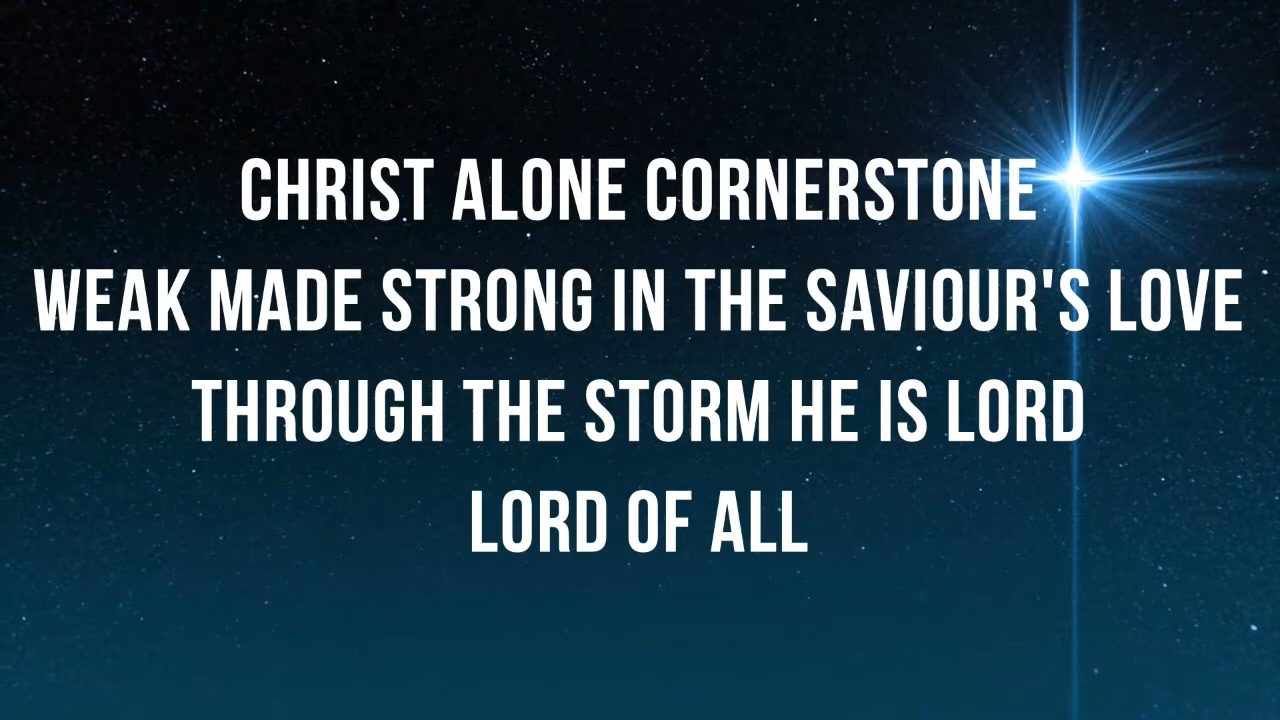 CHRIST ALONE CORNERSTONE
WEAK MADE STRONG IN THE SAVIOUR'S LOVE
THROUGH THE STORM HE IS LORD
LORD OF ALL